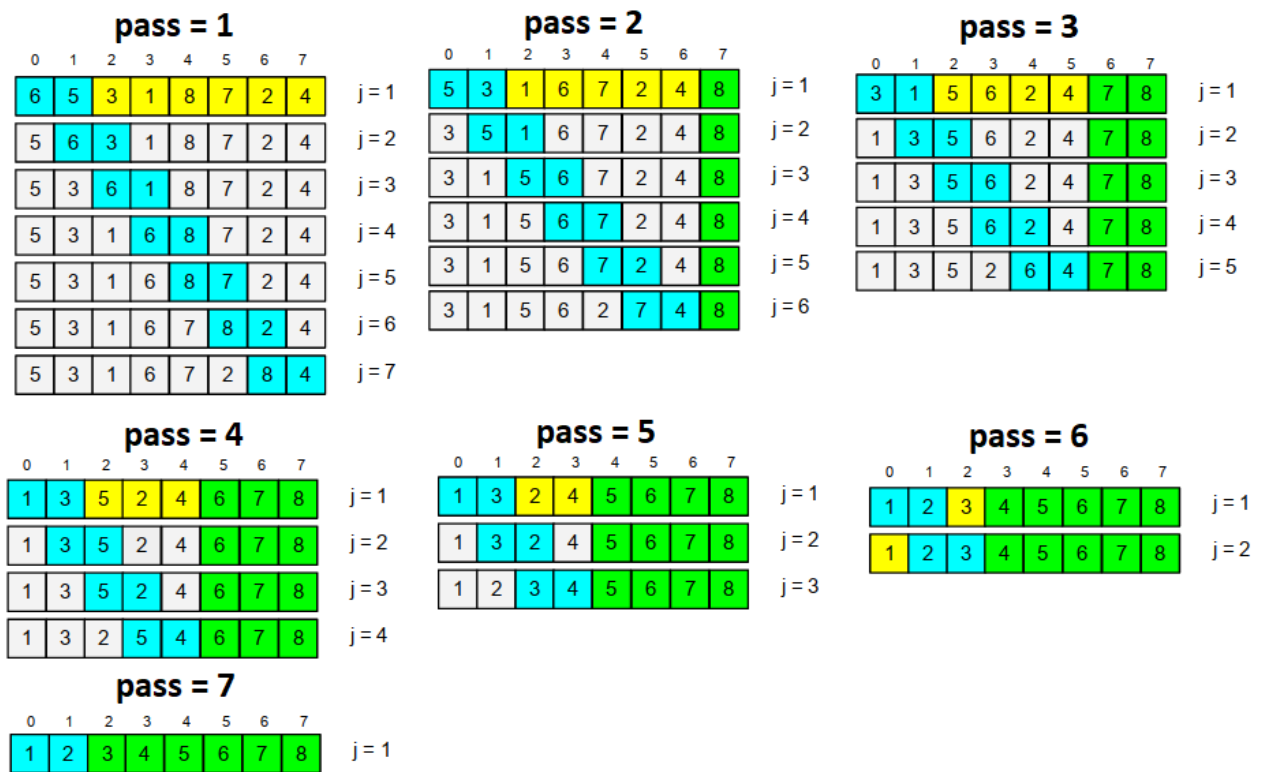 pass = 1
0 1 2 3 4 5 6 7
6 5 3 1 8 7 2 4 j = 1
5 6 3 1 8 7 2 4 j = 2
5 3 6 1 8 7 2 4 j = 3
5 3 1 6 8 7 2 4 j = 4
5 3 1 6 8 7 2 4 j = 5
5 3 1 6 7 8 2 4 j = 6
5 3 1 6 7 2 8 4 j = 7
pass = 2
0 1 2 3 4 5 6 7
5 3 1 6 7 2 4 8 j = 1
3 5 1 6 7 2 4 8 j = 2
3 1 5 6 7 2 4 8 j = 3
3 1 5 6 7 2 4 8 j = 4
3 1 5 6 7 2 4 8 j = 5
3 1 5 6 2 7 4 8 j = 6
pass = 3
0 1 2 3 4 5 6 7
3 1 5 6 2 4 7 8 j = 1
1 3 5 6 2 4 7 8 j = 2
1 3 5 6 2 4 7 8 j = 3
1 3 5 6 2 4 7 8 j = 4
1 3 5 2 6 4 7 8 j = 5
pass = 4
0 1 2 3 4 5 6 7
1 3 5 2 4 6 7 8 j = 1
1 3 5 2 4 6 7 8 j = 2
1 3 5 2 4 6 7 8 j = 3
1 3 2 5 4 6 7 8 j = 4
pass = 5
0 1 2 3 4 5 6 7
1 3 2 4 5 6 7 8 j = 1
1 3 2 4 5 6 7 8 j = 2
1 2 3 4 5 6 7 8 j = 3
pass = 6
0 1 2 3 4 5 6 7
1 2 3 4 5 6 7 8 j = 1
1 2 3 4 5 6 7 8 j = 2
pass = 7
0 1 2 3 4 5 6 7
1 2 3 4 5 6 7 8 j = 1